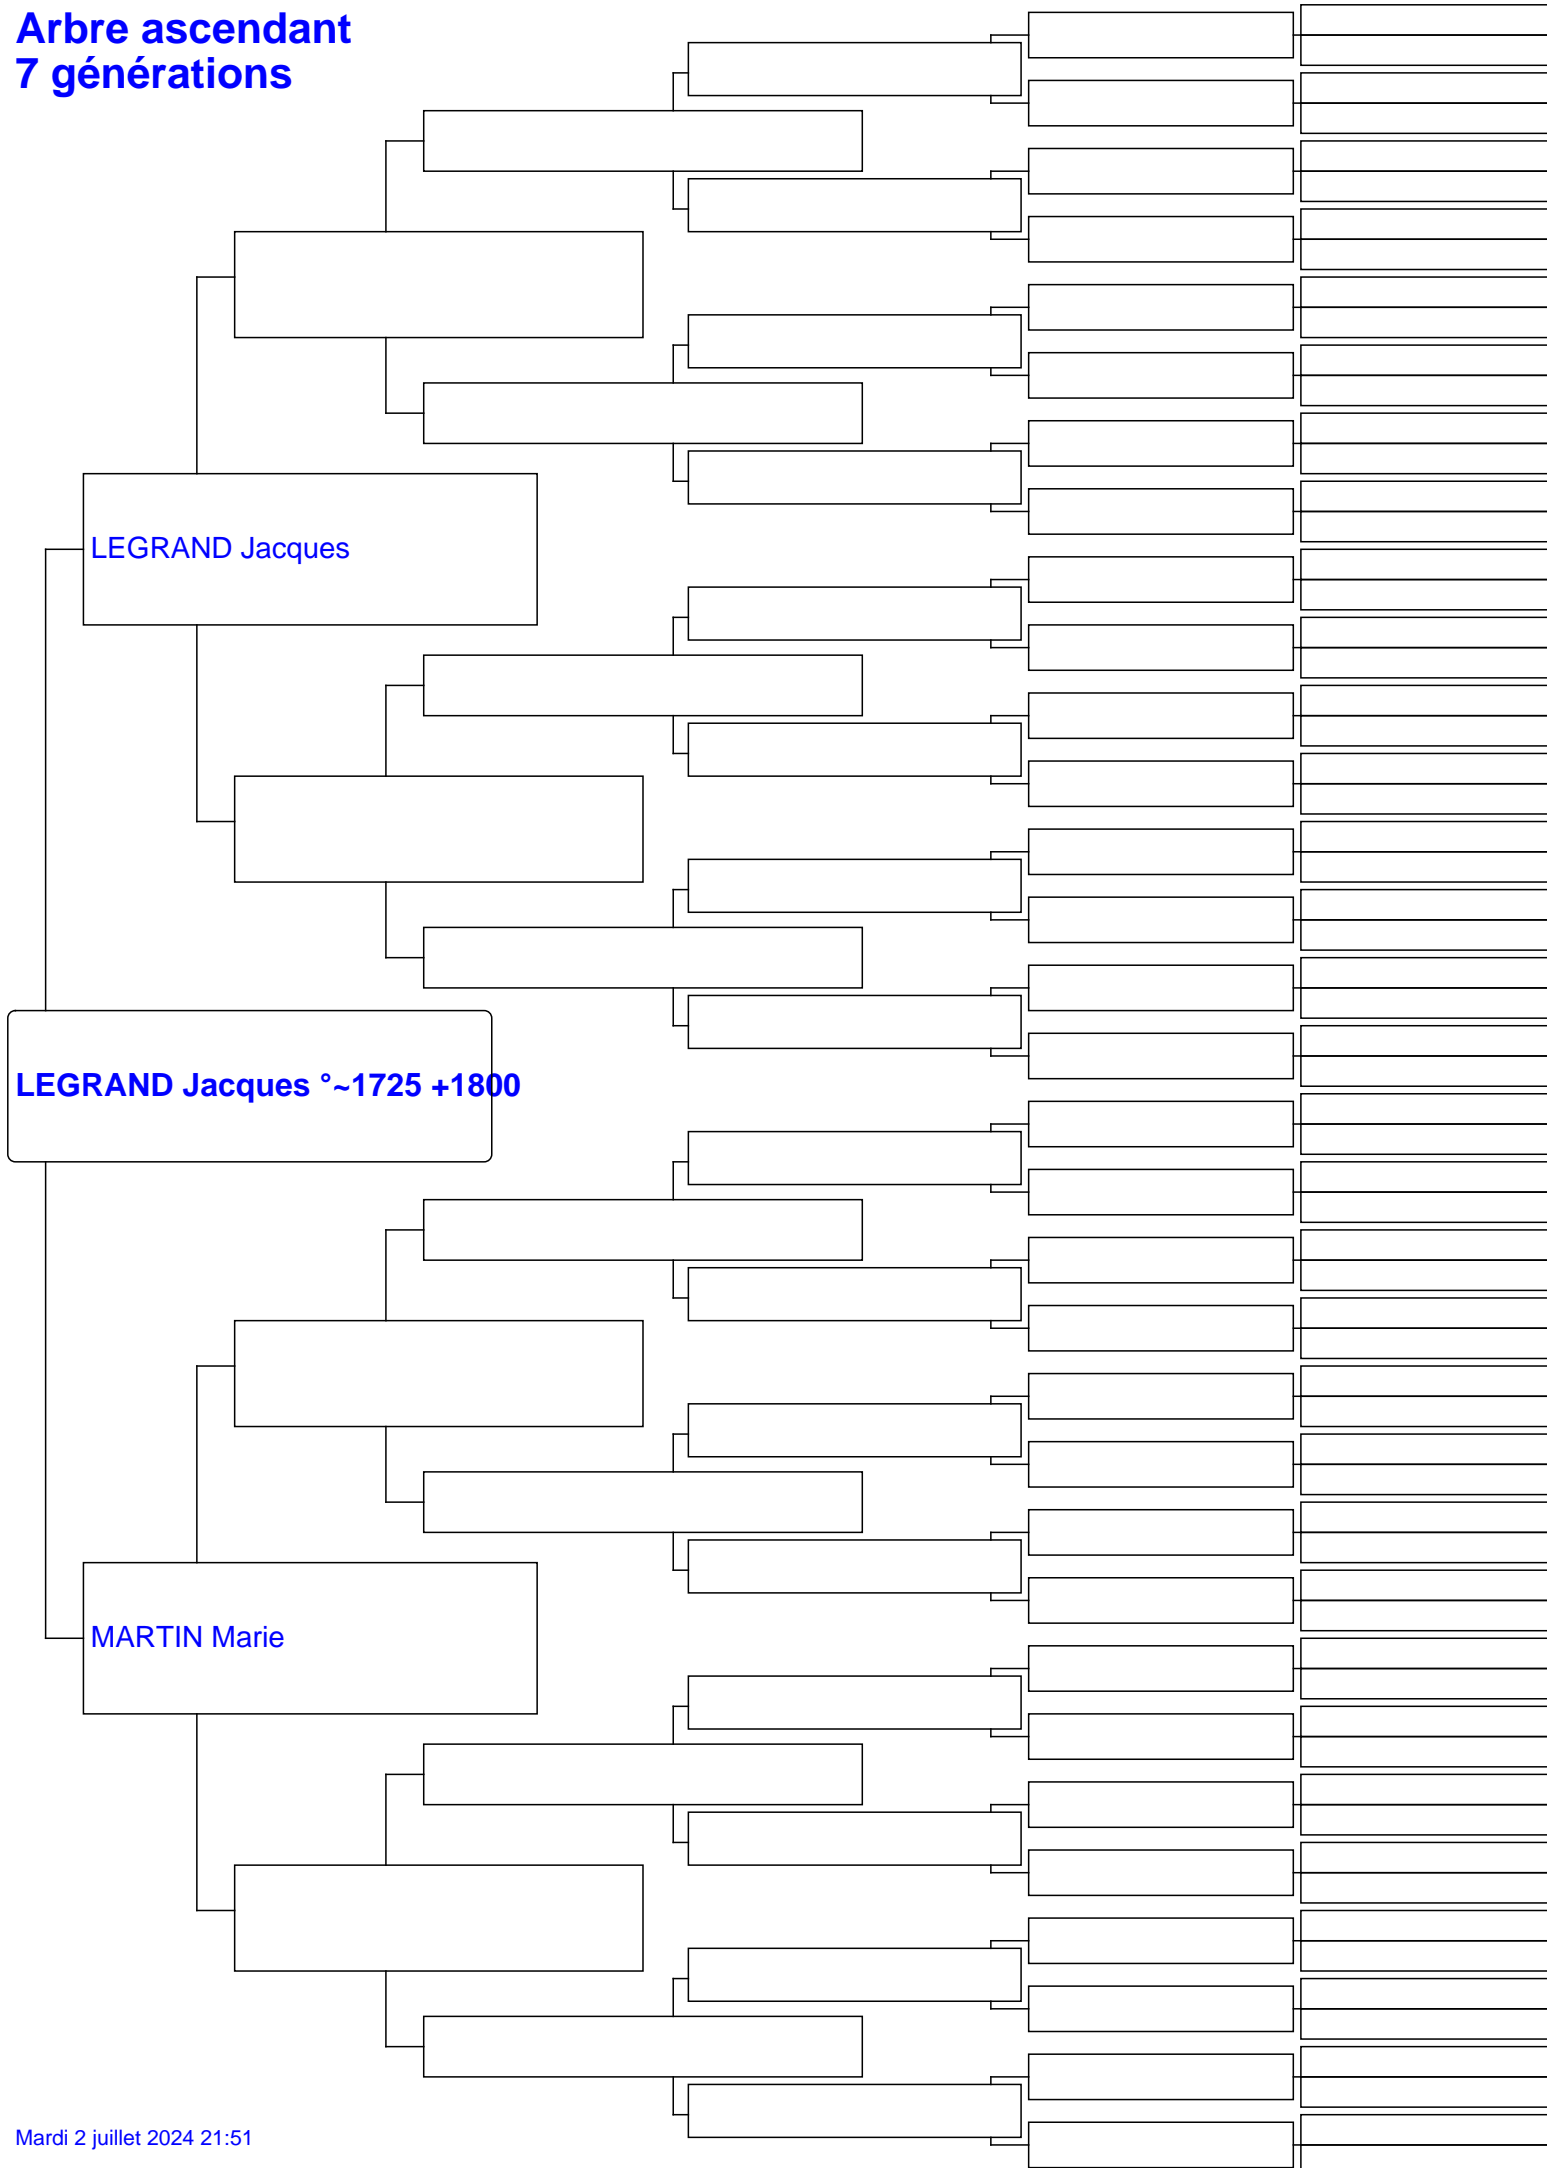 Arbre ascendant
7 générations
LEGRAND Jacques
LEGRAND Jacques °~1725 +1800
MARTIN Marie
Mardi 2 juillet 2024 21:51